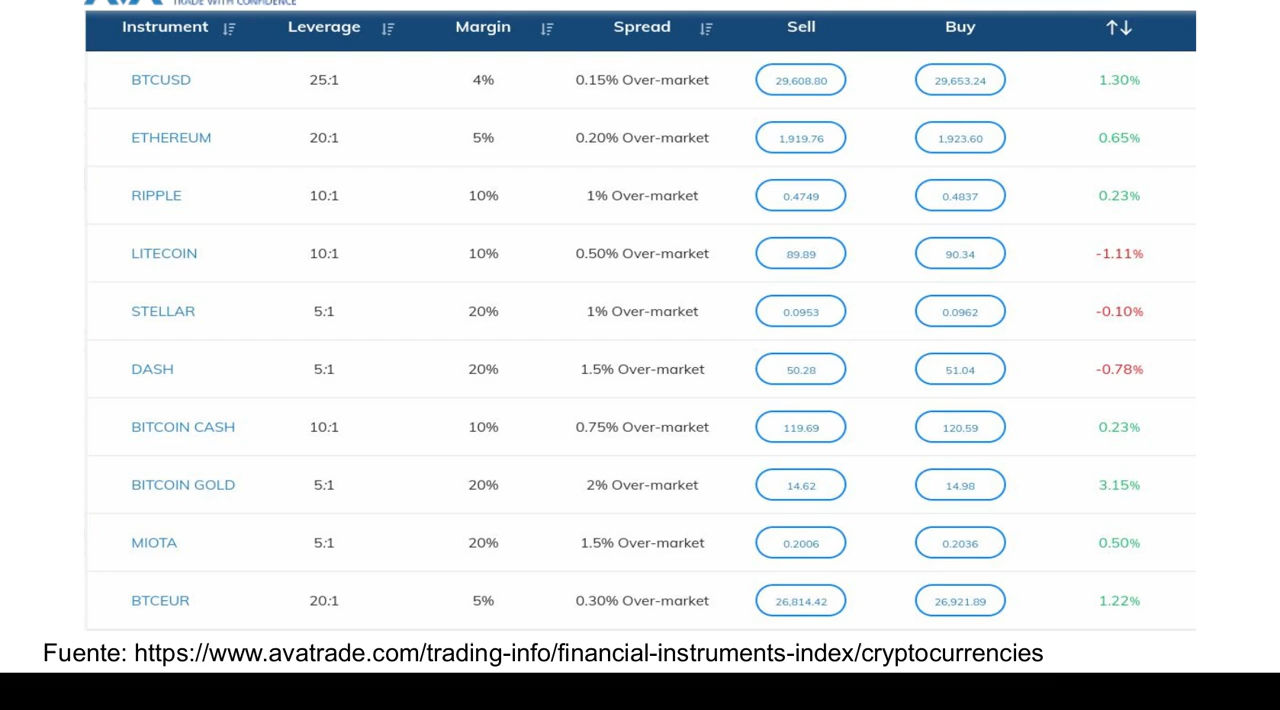 TRADE WITH CONFIDENCE
Instrument Leverage Margin Spread Sell Buy ↑↓
BTCUSD 25:1 4% 0.15% Over-market 29,608.80 29,653.24 1.30%
ETHEREUM 20:1 5% 0.20% Over-market 1,919.76 1,923.60 0.65%
RIPPLE 10:1 10% 1% Over-market 0.4749 0.4837 0.23%
LITECOIN 10:1 10% 0.50% Over-market 89.89 90.34 -1.11%
STELLAR 5:1 20% 1% Over-market 0.0953 0.0962 -0.10%
DASH 5:1 20% 1.5% Over-market 50.28 51.04 -0.78%
BITCOIN CASH 10:1 10% 0.75% Over-market 119.69 120.59 0.23%
BITCOIN GOLD 5:1 20% 2% Over-market 14.62 14.98 3.15%
MIOTA 5:1 20% 1.5% Over-market 0.2006 0.2036 0.50%
BTCEUR 20:1 5% 0.30% Over-market 26,814.42 26,921.89 1.22%
Fuente: https://www.avatrade.com/trading-info/financial-instruments-index/cryptocurrencies